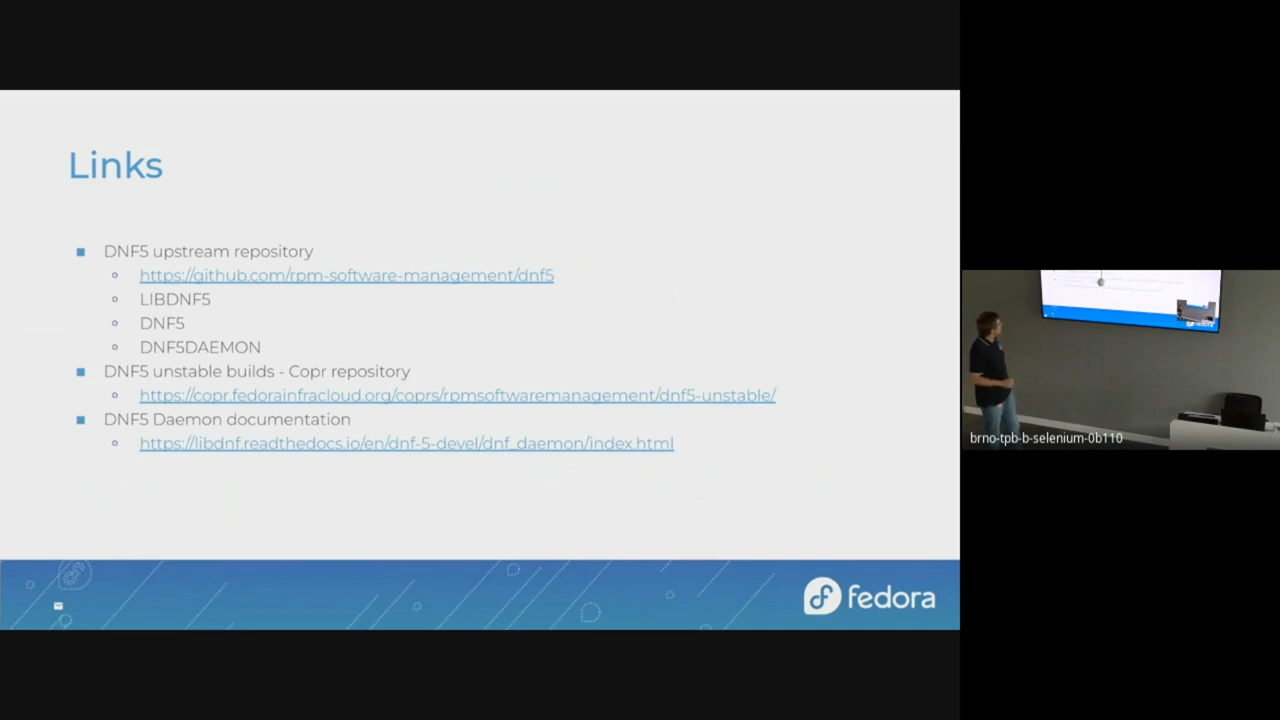 Links
DNF5 upstream repository
https://github.com/rpm-software-management/dnf5
LIBDNF5
DNF5
DNF5DAEMON
DNF5 unstable builds - Copr repository
https://copr.fedorainfracloud.org/coprs/rpmsoftwaremanagement/dnf5-unstable/
DNF5 Daemon documentation
https://libdnf.readthedocs.io/en/dnf-5-devel/dnf_daemon/index.html
fedora
brno-tpb-b-selenium-0b110